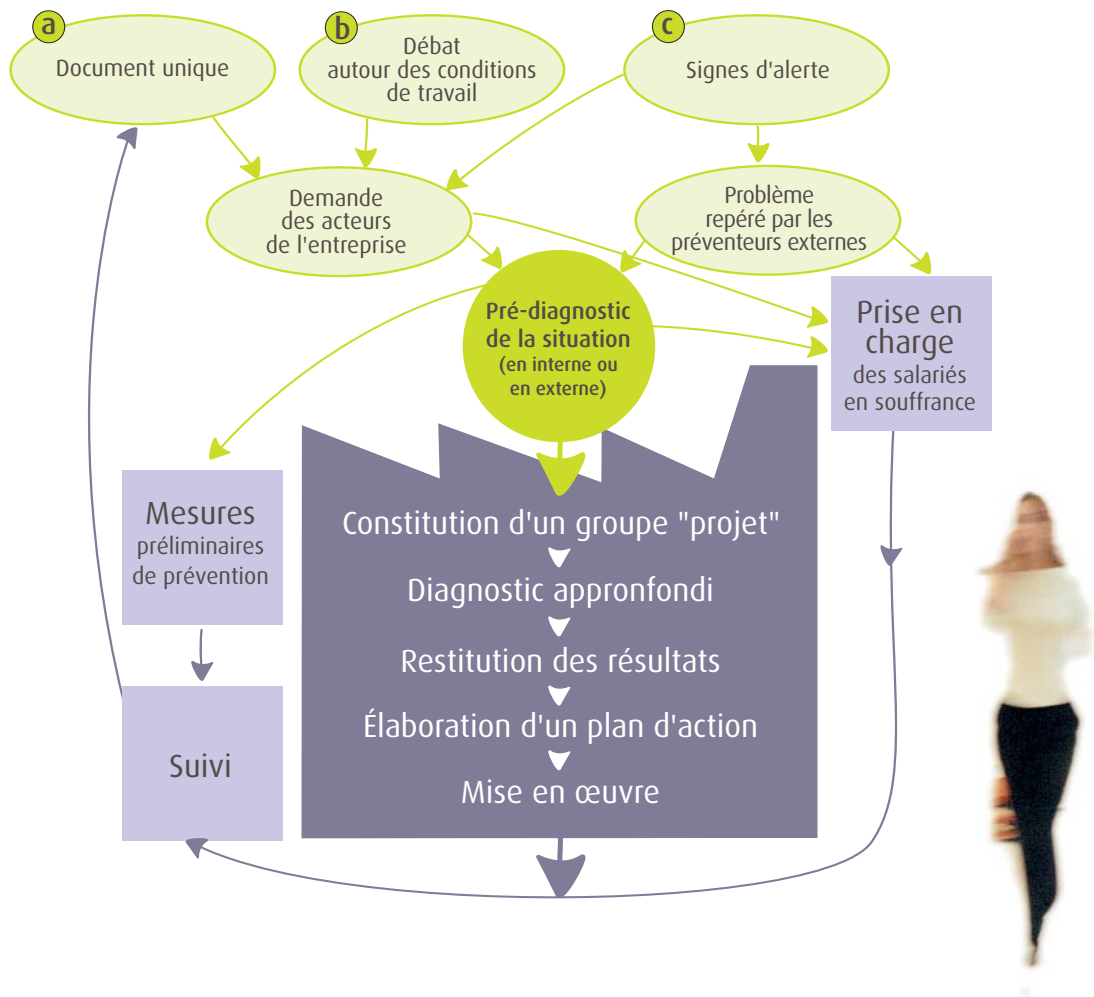 a
Document unique
b
Débat
autour des conditions
de travail
c
Signes d'alerte
Demande
des acteurs
de l'entreprise
Problème
repéré par les
préventeurs externes
Pré-diagnostic
de la situation
(en interne ou
en externe)
Prise en
charge
des salariés
en souffrance
Mesures
préliminaires
de prévention
Suivi
Constitution d'un groupe "projet"
Diagnostic appronfondi
Restitution des résultats
Élaboration d'un plan d'action
Mise en œuvre